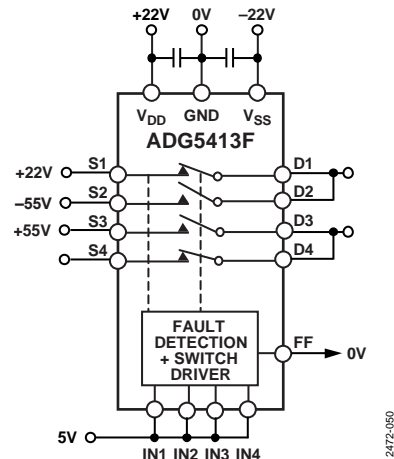 +22V 0V –22V
VDD GND VSS
ADG5413F
+22V S1 D1
–55V S2 D2
+55V S3 D3
S4 D4
FAULT
DETECTION
+ SWITCH
DRIVER
FF 0V
5V
IN1 IN2 IN3 IN4
2472-050